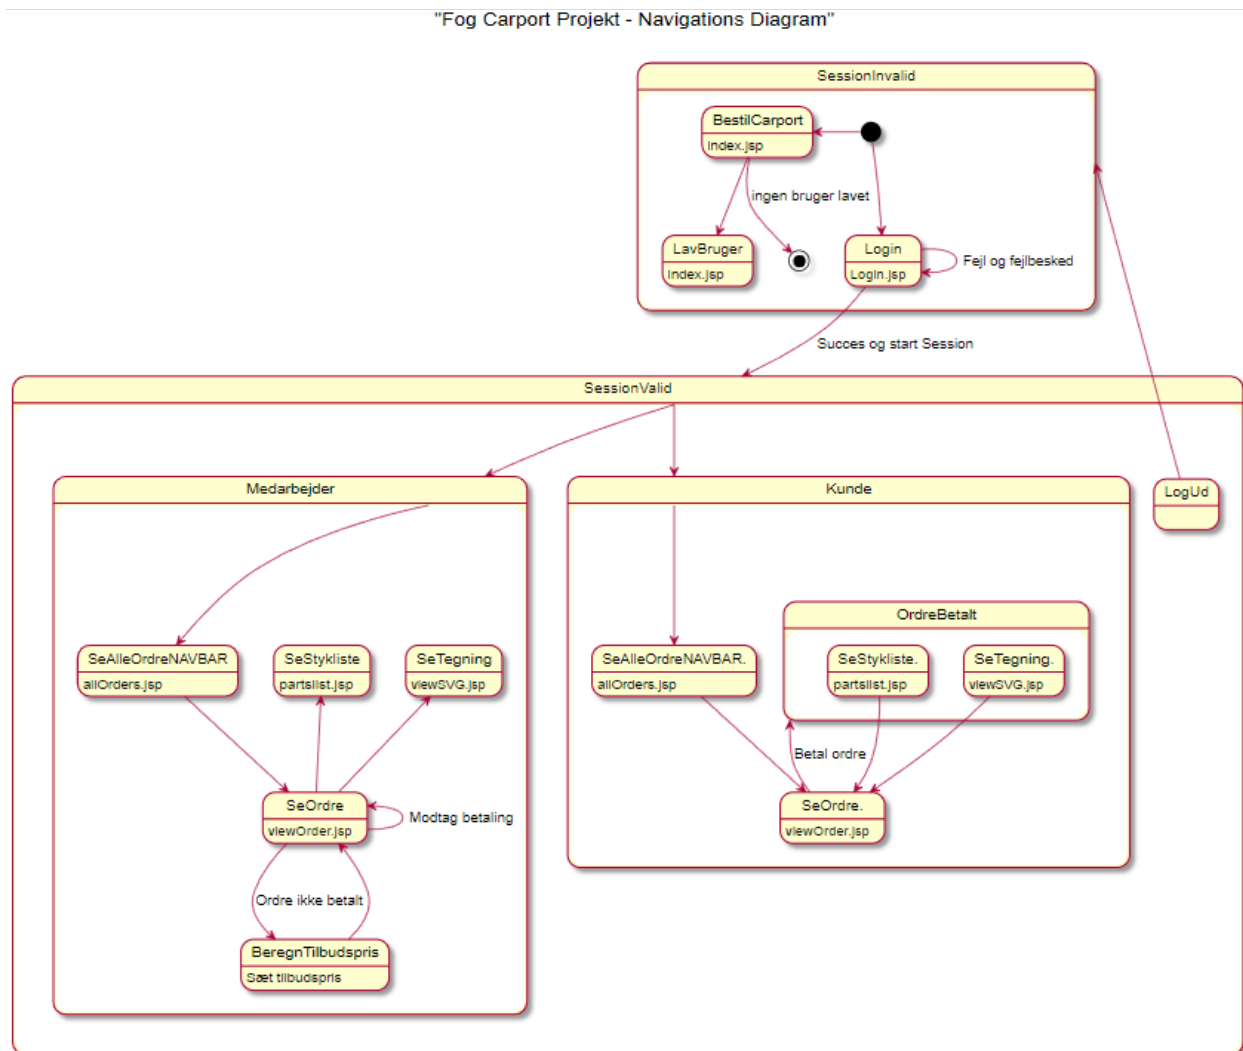 "Fog Carport Projekt - Navigations Diagram"
SessionInvalid
BestilCarport
index.jsp
ingen bruger lavet
LavBruger
index.jsp
Login
Login.jsp
Fejl og fejlbesked
Succes og start Session
SessionValid
Medarbejder
SeAlleOrdreNAVBAR
allOrders.jsp
SeStykliste
partslist.jsp
SeTegning
viewSVG.jsp
SeOrdre
viewOrder.jsp
Modtag betaling
Ordre ikke betalt
BeregnTilbudspris
Sæt tilbudspris
Kunde
SeAlleOrdreNAVBAR.
allOrders.jsp
OrdreBetalt
SeStykliste.
partslist.jsp
SeTegning.
viewSVG.jsp
Betal ordre
SeOrdre.
viewOrder.jsp
LogUd